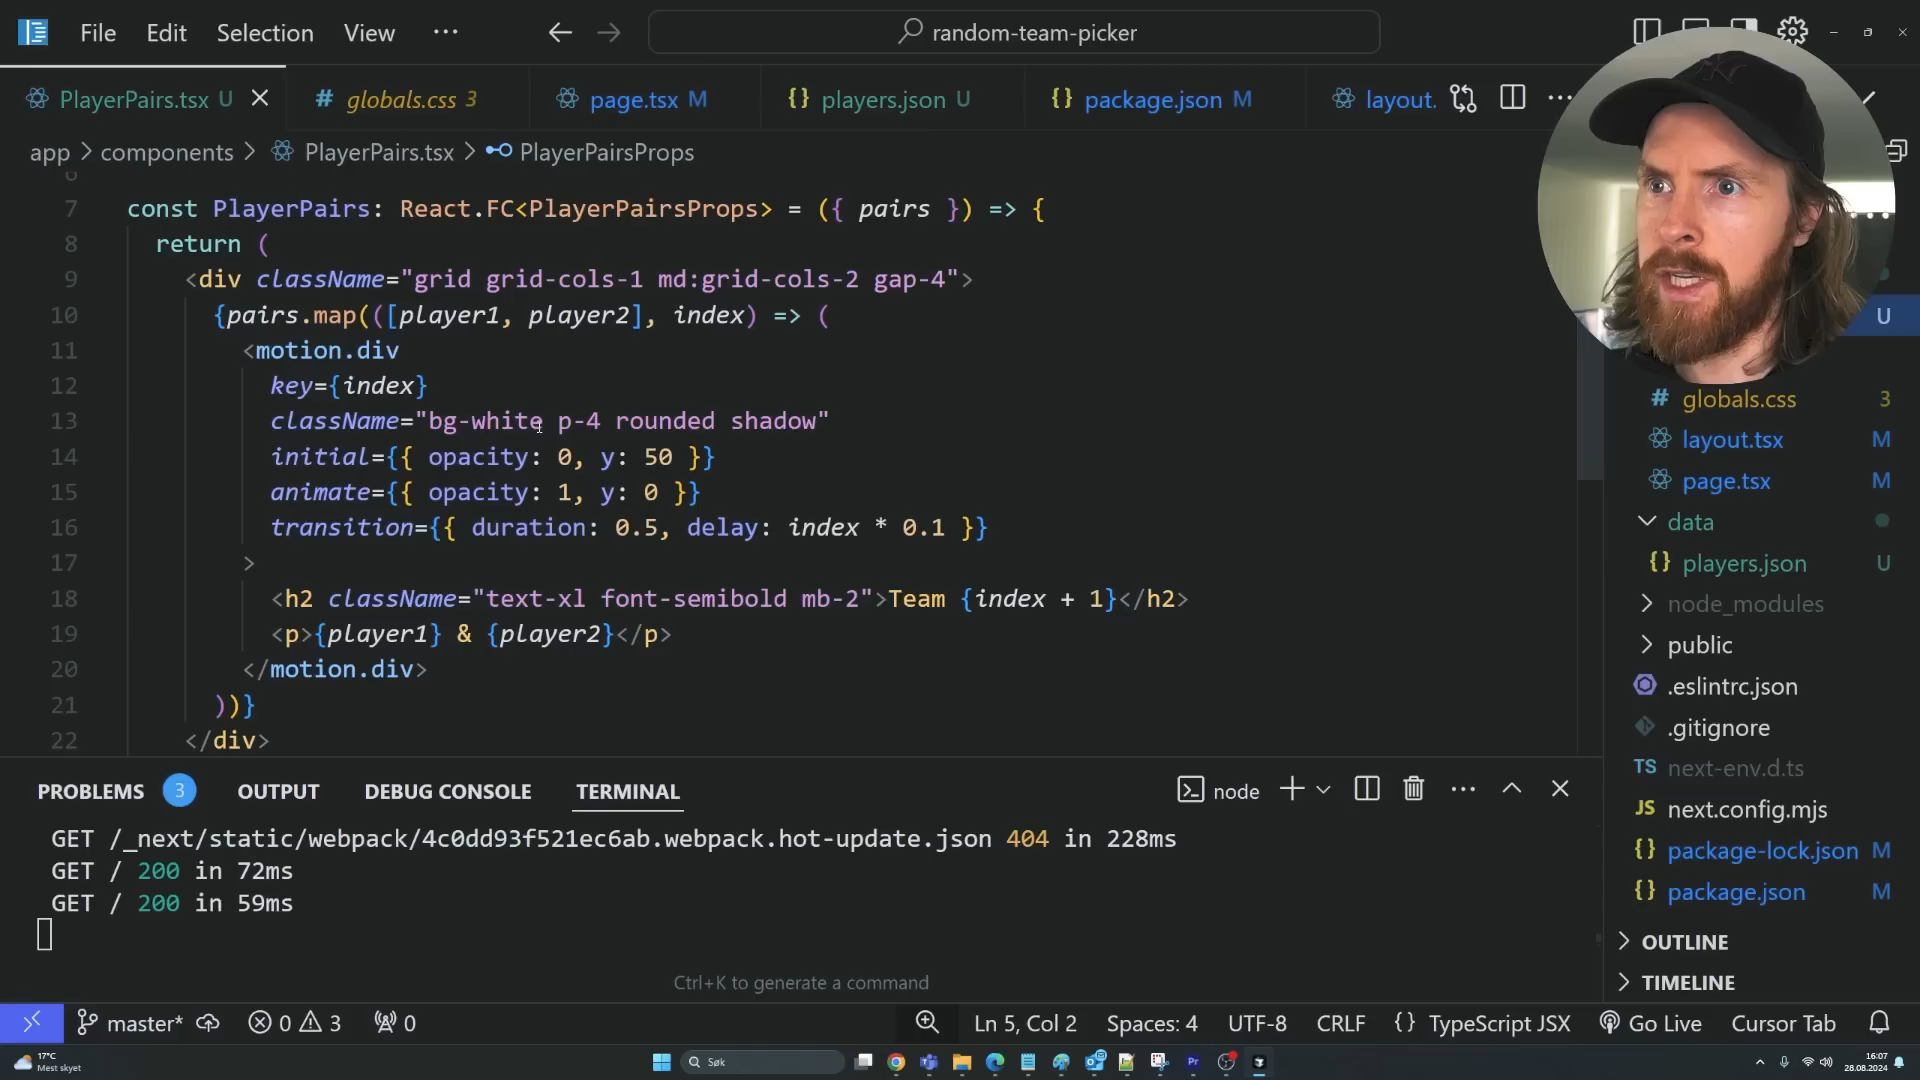 File Edit Selection View ··· random-team-picker
PlayerPairs.tsx U # globals.css 3 page.tsx M {} players.json U {} package.json M layout. ···
app > components > PlayerPairs.tsx > PlayerPairsProps
6
7 const PlayerPairs: React.FC<PlayerPairsProps> = ({ pairs }) => {
8 return (
9 <div className="grid grid-cols-1 md:grid-cols-2 gap-4">
10 {pairs.map(([player1, player2], index) => (
11 <motion.div
12 key={index}
13 className="bg-white p-4 rounded shadow"
14 initial={{ opacity: 0, y: 50 }}
15 animate={{ opacity: 1, y: 0 }}
16 transition={{ duration: 0.5, delay: index * 0.1 }}
17 >
18 <h2 className="text-xl font-semibold mb-2">Team {index + 1}</h2>
19 <p>{player1} & {player2}</p>
20 </motion.div>
21 ))}
22 </div>
U
# globals.css 3
layout.tsx M
page.tsx M
data
{} players.json U
node_modules
public
.eslintrc.json
.gitignore
TS next-env.d.ts
JS next.config.mjs
{} package-lock.json M
{} package.json M
OUTLINE
TIMELINE
PROBLEMS 3 OUTPUT DEBUG CONSOLE TERMINAL node ···
GET /_next/static/webpack/4c0dd93f521ec6ab.webpack.hot-update.json 404 in 228ms
GET / 200 in 72ms
GET / 200 in 59ms
Ctrl+K to generate a command
master* 0 3 0 Ln 5, Col 2 Spaces: 4 UTF-8 CRLF {} TypeScript JSX Go Live Cursor Tab
17°C
Mest skyet
Søk
Pr
16:07
28.08.2024